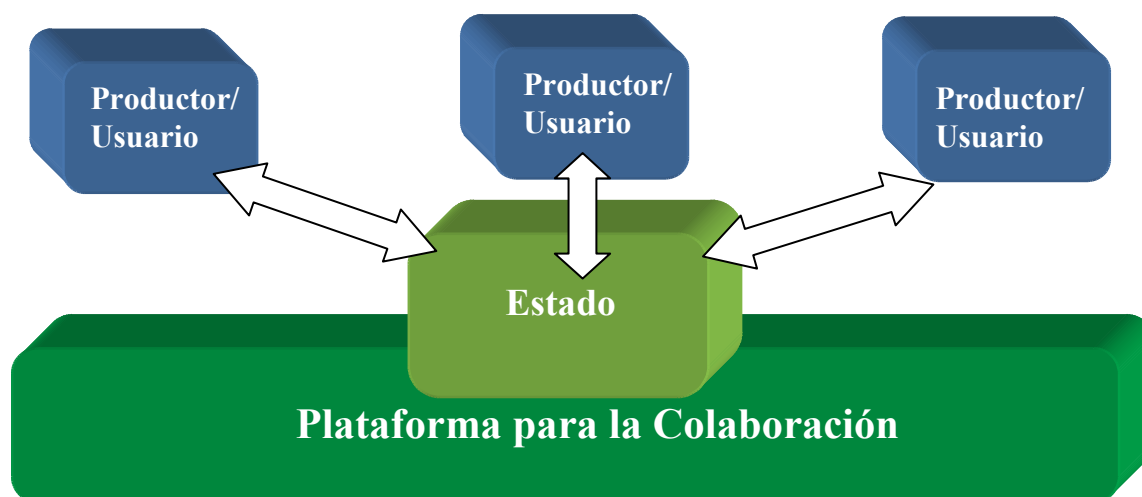 Productor/
Usuario
Productor/
Usuario
Productor/
Usuario
Estado
Plataforma para la Colaboración